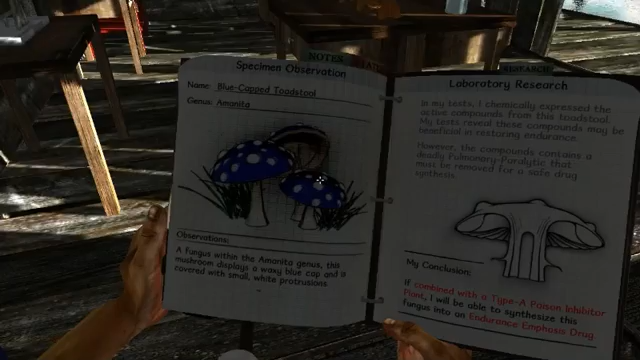 NOTES
Specimen Observation
Name: Blue-Capped Toadstool
Genus: Amanita
Observations:
A fungus within the Amanita genus, this
mushroom displays a waxy blue cap and is
covered with small, white protrusions
RESEARCH
Laboratory Research
In my tests, I chemically expressed the
active compounds from this toadstool.
My tests reveal these compounds may be
beneficial in restoring endurance.
However, the compounds contain a
deadly Pulmonary-Paralytic that
must be removed for a safe drug
synthesis.
My Conclusion:
If combined with a Type-A Poison Inhibitor
Plant, I will be able to synthesize this
fungus into an Endurance Emphasis Drug